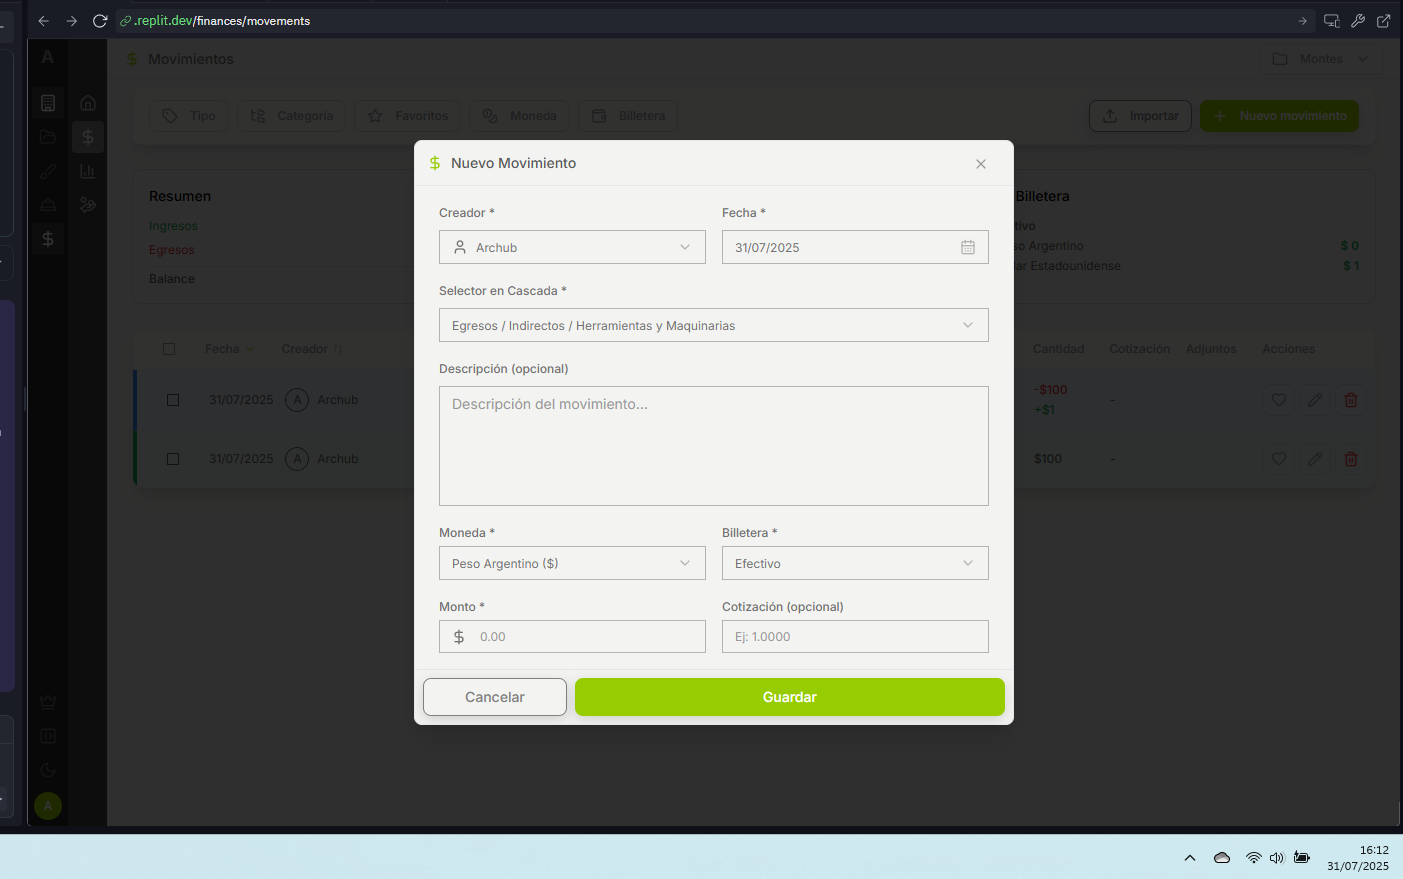 .replit.dev/finances/movements
A
Movimientos
Montes
Tipo
Categoría
Favoritos
Moneda
Billetera
Importar
Nuevo movimiento
Nuevo Movimiento
Resumen
Ingresos
Egresos
Balance
Billetera
tivo
so Argentino
$ 0
lar Estadounidense
$ 1
Creador *
Fecha *
Archub
31/07/2025
Selector en Cascada *
Egresos / Indirectos / Herramientas y Maquinarias
Descripción (opcional)
Descripción del movimiento...
Moneda *
Billetera *
Peso Argentino ($)
Efectivo
Monto *
Cotización (opcional)
$ 0.00
Ej: 1.0000
Cancelar
Guardar
Fecha
Creador
Cantidad
Cotización
Adjuntos
Acciones
31/07/2025
A
Archub
-$100
+$1
-
31/07/2025
A
Archub
$100
-
A
16:12
31/07/2025